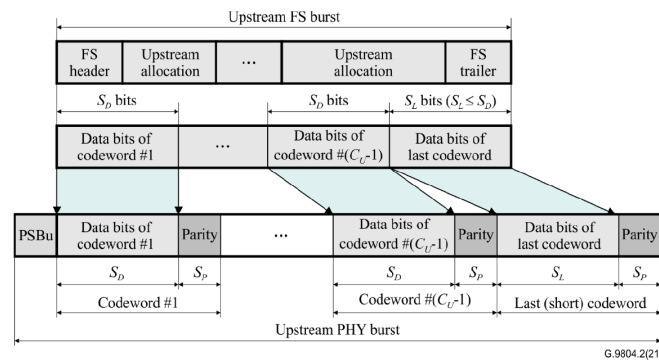 Upstream FS burst
FS header
Upstream allocation
...
Upstream allocation
FS trailer
S_D bits
S_D bits
S_L bits (S_L ≤ S_D)
Data bits of codeword #1
...
Data bits of codeword #(C_U-1)
Data bits of last codeword
PSBu
Data bits of codeword #1
Parity
...
Data bits of codeword #(C_U-1)
Parity
Data bits of last codeword
Parity
S_D
S_P
S_D
S_P
S_L
S_P
Codeword #1
Codeword #(C_U-1)
Last (short) codeword
Upstream PHY burst
G.9804.2(21